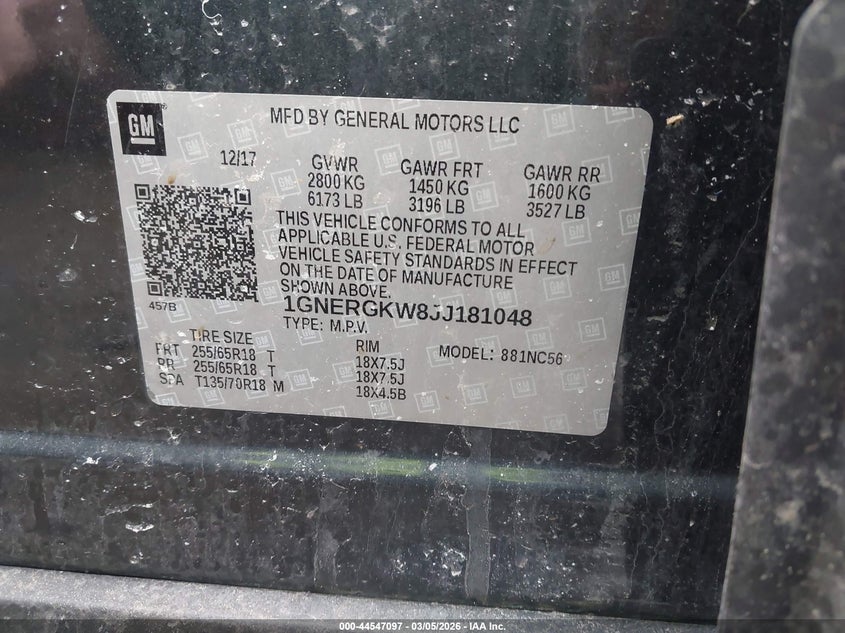 GM
MFD BY GENERAL MOTORS LLC
12/17
GVWR GAWR FRT GAWR RR
2800 KG 1450 KG 1600 KG
6173 LB 3196 LB 3527 LB
THIS VEHICLE CONFORMS TO ALL
APPLICABLE U.S. FEDERAL MOTOR
VEHICLE SAFETY STANDARDS IN EFFECT
ON THE DATE OF MANUFACTURE
SHOWN ABOVE.
457B
1GNERGKW8JJ181048
TYPE: M.P.V.
TIRE SIZE RIM MODEL: 881NC56
FRT 255/65R18 T 18X7.5J
RR 255/65R18 T 18X7.5J
SPA T135/70R18 M 18X4.5B
000-44547097 - 03/05/2026 - IAA Inc.